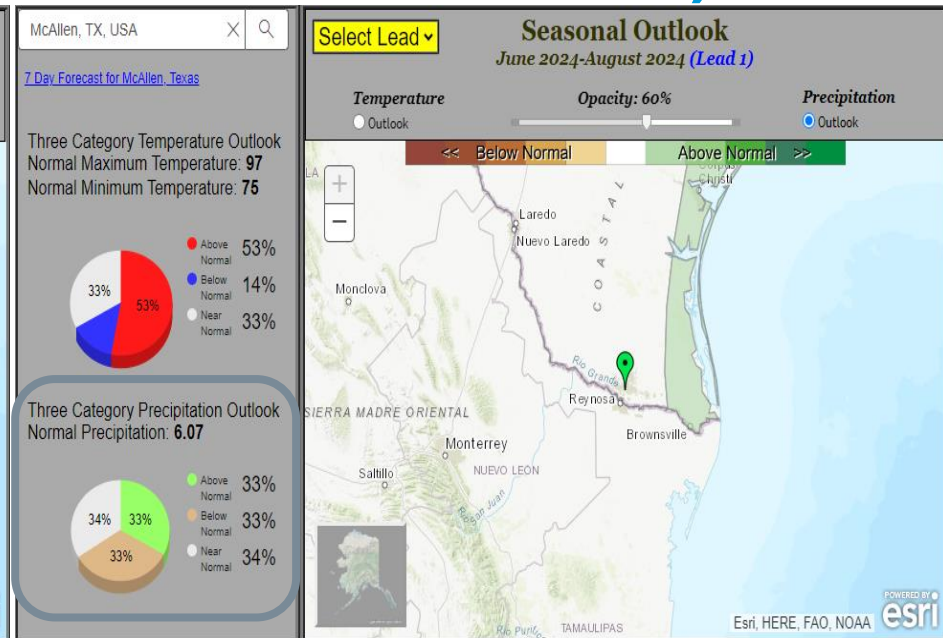 McAllen, TX, USA
7 Day Forecast for McAllen, Texas
Three Category Temperature Outlook
Normal Maximum Temperature: 97
Normal Minimum Temperature: 75
Above Normal 53%
Below Normal 14%
Near Normal 33%
33%
53%
Three Category Precipitation Outlook
Normal Precipitation: 6.07
Above Normal 33%
Below Normal 33%
Near Normal 34%
34%
33%
33%
Select Lead
Seasonal Outlook
June 2024-August 2024 (Lead 1)
Temperature
Outlook
Opacity: 60%
Precipitation
Outlook
<< Below Normal
Above Normal >>
LA
Christi
Laredo
Nuevo Laredo
COASTAL
Monclova
Rio Grande
Reynosa
SIERRA MADRE ORIENTAL
Brownsville
Monterrey
Saltillo
NUEVO LEÓN
San Juan
TAMAULIPAS
Esri, HERE, FAO, NOAA
POWERED BY
esri